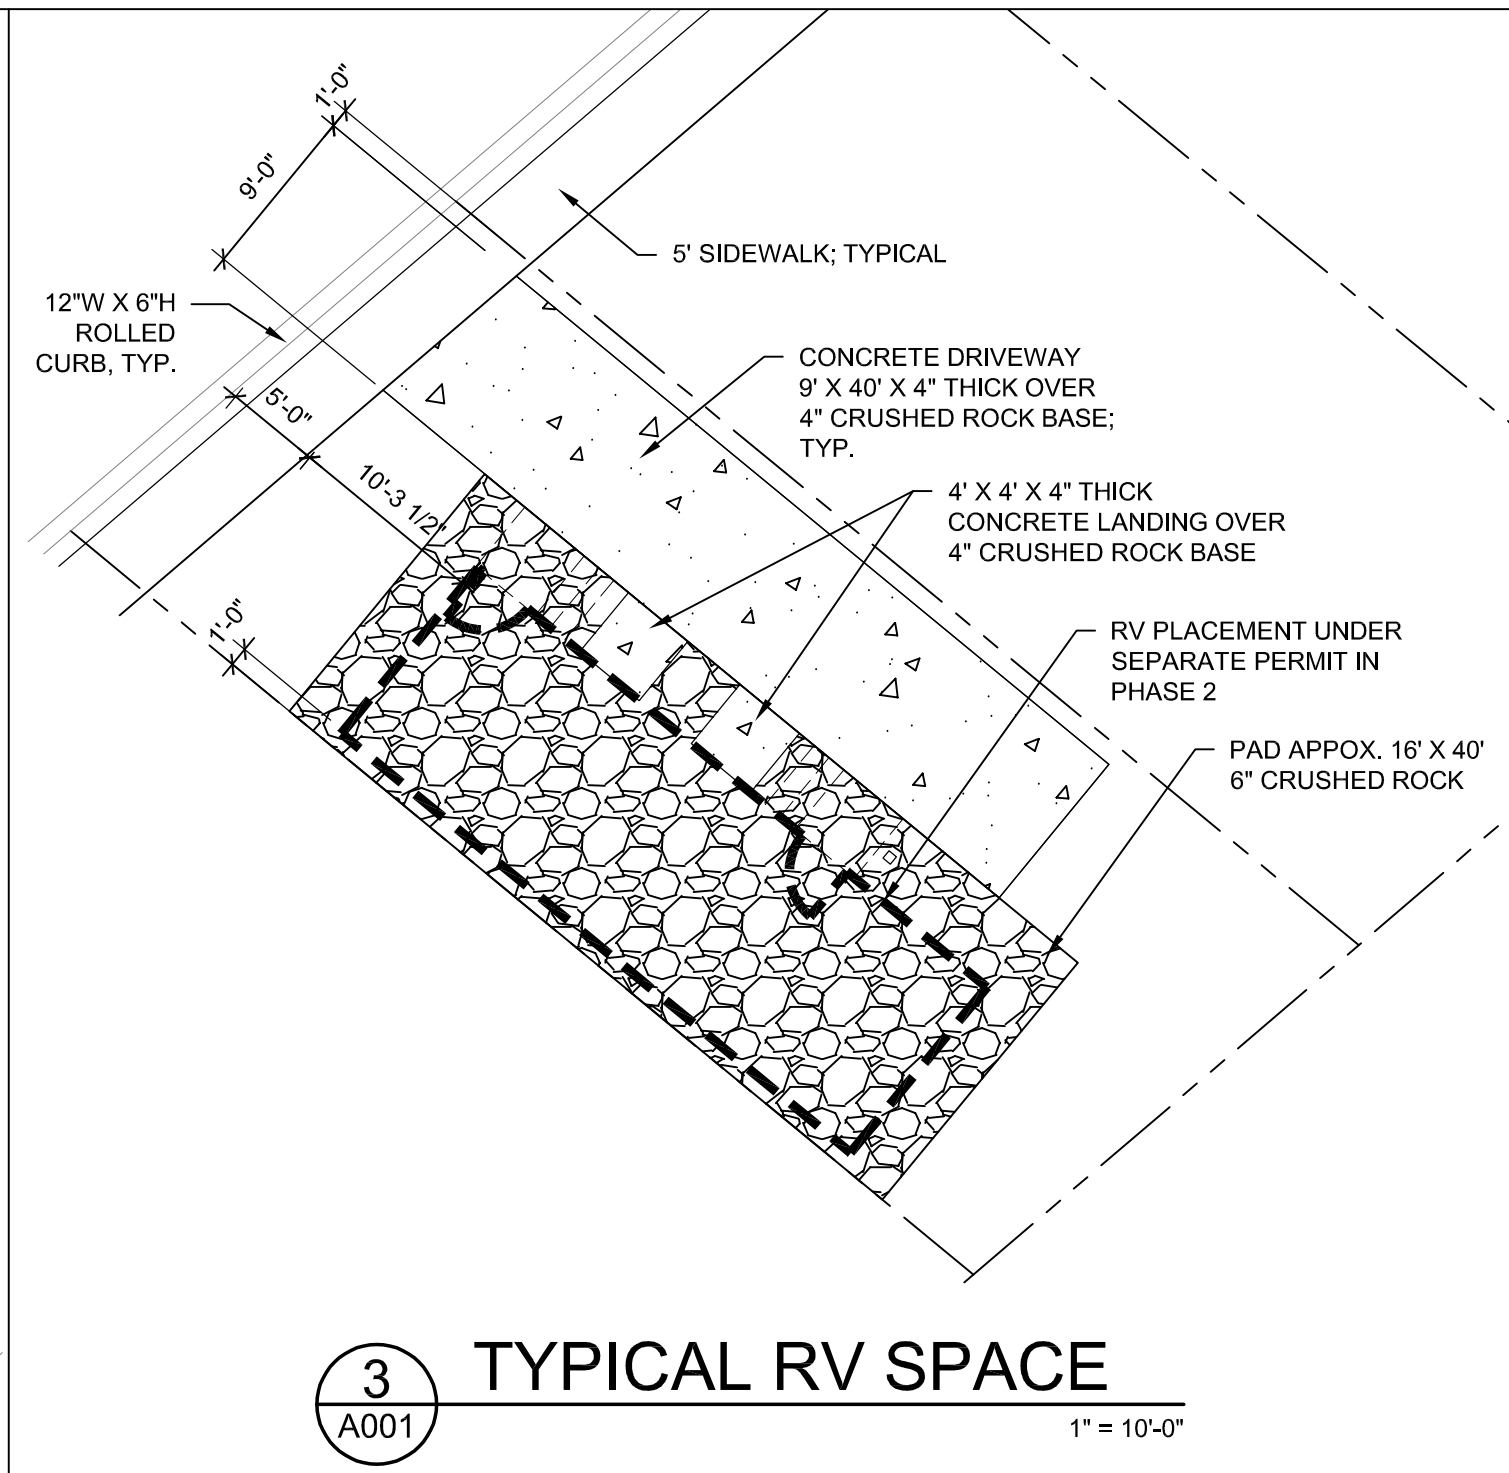 1'-0"
9'-0"
5' SIDEWALK; TYPICAL
12"W X 6"H
ROLLED
CURB, TYP.
5'-0"
10'-3 1/2"
1'-0"
CONCRETE DRIVEWAY
9' X 40' X 4" THICK OVER
4" CRUSHED ROCK BASE;
TYP.
4' X 4' X 4" THICK
CONCRETE LANDING OVER
4" CRUSHED ROCK BASE
RV PLACEMENT UNDER
SEPARATE PERMIT IN
PHASE 2
PAD APPOX. 16' X 40'
6" CRUSHED ROCK
3
A001
TYPICAL RV SPACE
1" = 10'-0"